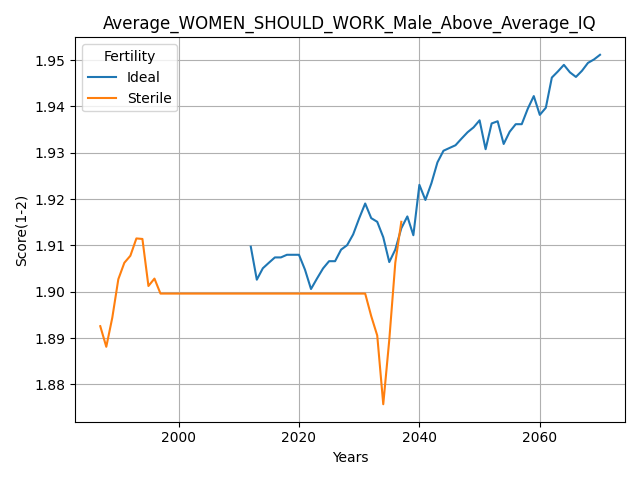 Average_WOMEN_SHOULD_WORK_Male_Above_Average_IQ
Fertility
Ideal
Sterile
Score(1-2)
1.95
1.94
1.93
1.92
1.91
1.90
1.89
1.88
2000
2020
2040
2060
Years